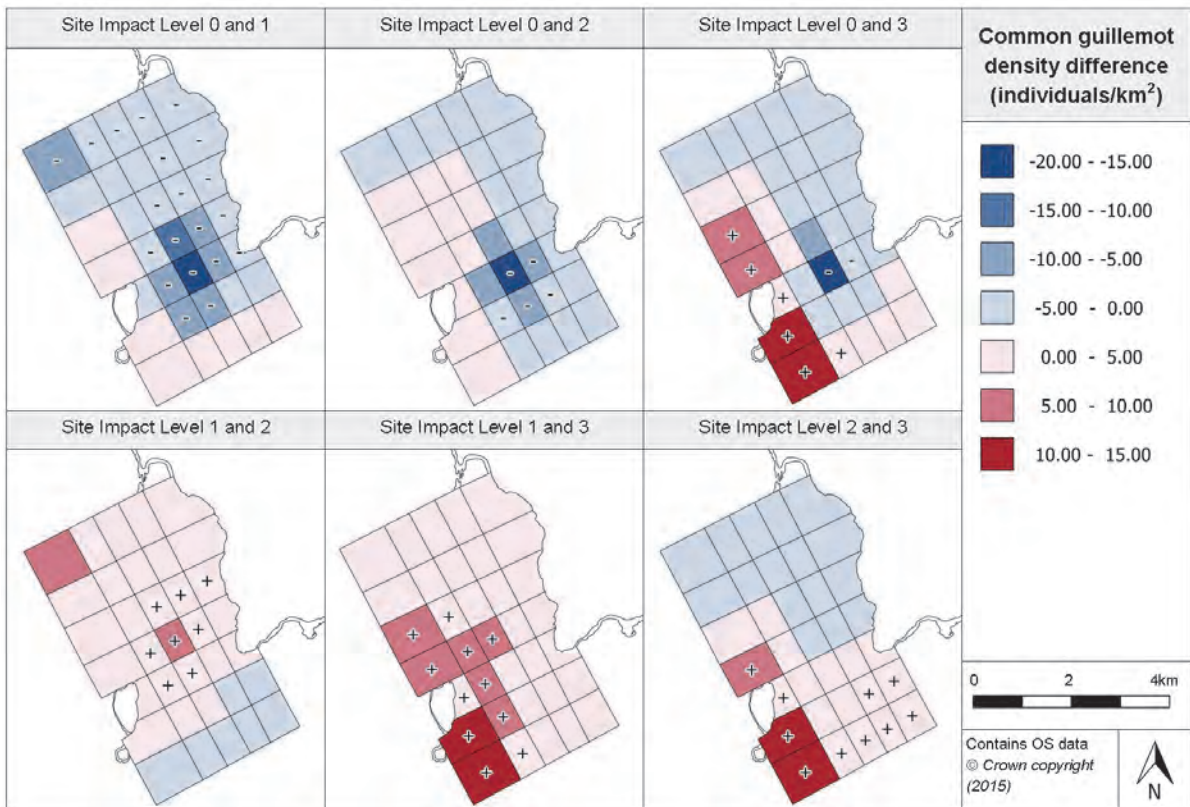 Site Impact Level 0 and 1
Site Impact Level 0 and 2
Site Impact Level 0 and 3
Site Impact Level 1 and 2
Site Impact Level 1 and 3
Site Impact Level 2 and 3
Common guillemot
density difference
(individuals/km²)
-20.00 - -15.00
-15.00 - -10.00
-10.00 - -5.00
-5.00 - 0.00
0.00 - 5.00
5.00 - 10.00
10.00 - 15.00
0 2 4km
Contains OS data
© Crown copyright
(2015)
N